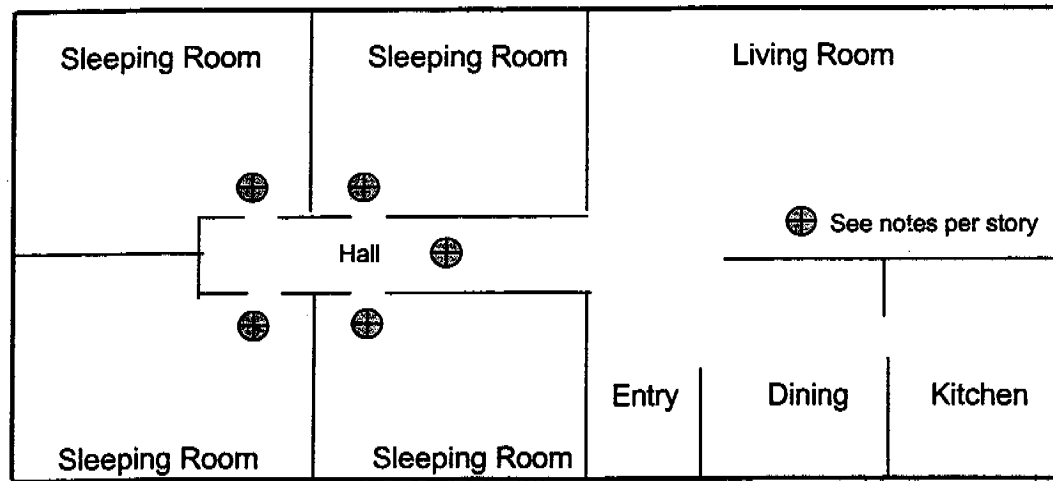 Sleeping Room
Sleeping Room
Living Room
See notes per story
Hall
Entry
Dining
Kitchen
Sleeping Room
Sleeping Room